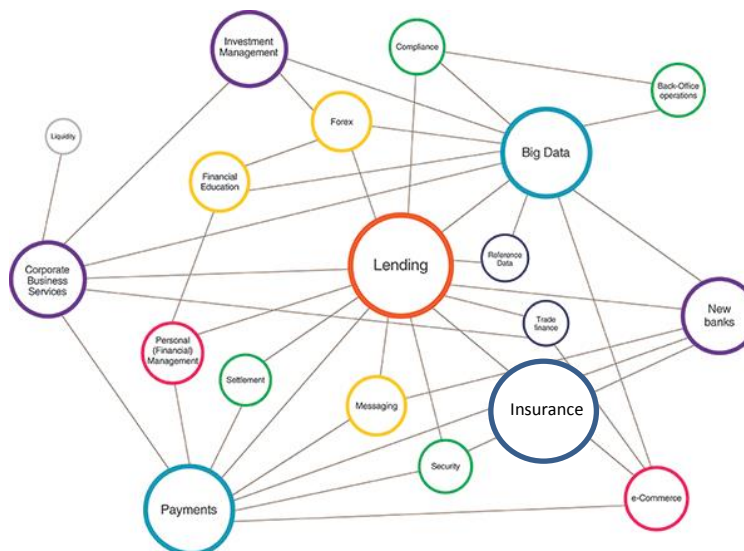 Investment
Management
Compliance
Back-Office
operations
Forex
Liquidity
Big Data
Financial
Education
Corporate
Business
Services
Lending
Reference
Data
New
banks
Trade
finance
Personal
(Financial)
Management
Settlement
Messaging
Insurance
Security
Payments
e-Commerce